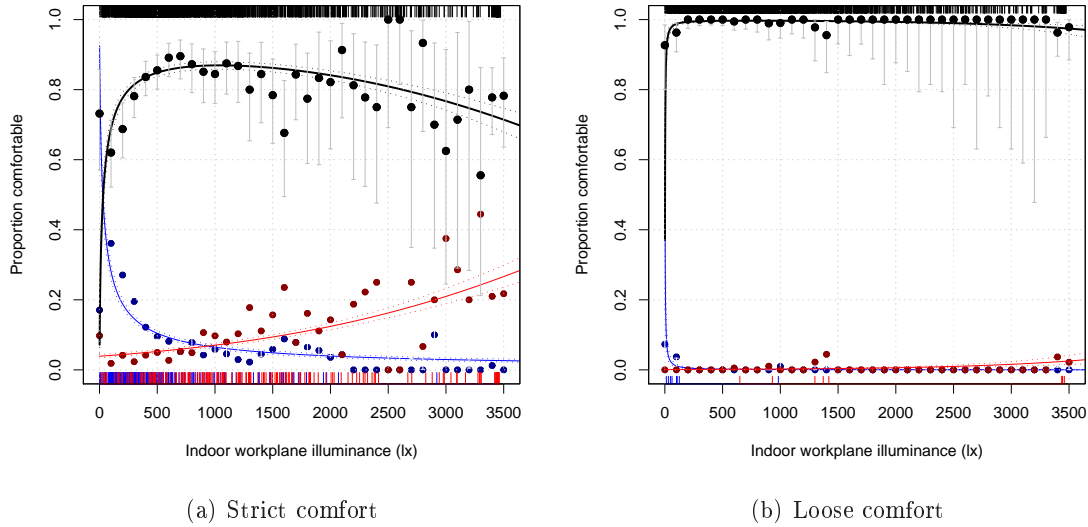 Proportion comfortable
1.0
0.8
0.6
0.4
0.2
0.0
0 500 1000 1500 2000 2500 3000 3500
Indoor workplane illuminance (lx)
(a) Strict comfort
Proportion comfortable
1.0
0.8
0.6
0.4
0.2
0.0
0 500 1000 1500 2000 2500 3000 3500
Indoor workplane illuminance (lx)
(b) Loose comfort